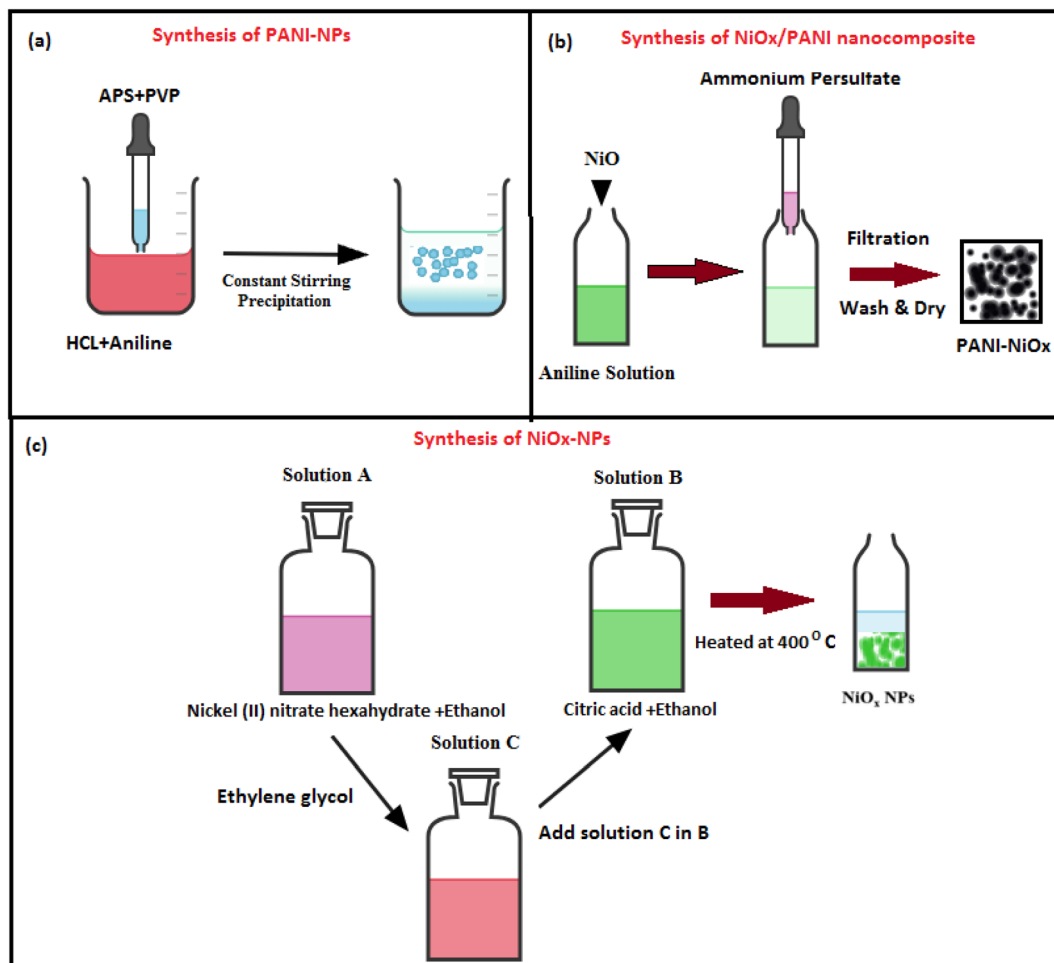 (a)
Synthesis of PANI-NPs
APS+PVP
Constant Stirring
Precipitation
HCL+Aniline
(b)
Synthesis of NiOx/PANI nanocomposite
Ammonium Persulfate
NiO
Filtration
Wash & Dry
Aniline Solution
PANI-NiOx
(c)
Synthesis of NiOx-NPs
Solution A
Solution B
Heated at 400⁰ C
NiOₓ NPs
Nickel (II) nitrate hexahydrate +Ethanol
Citric acid +Ethanol
Solution C
Ethylene glycol
Add solution C in B